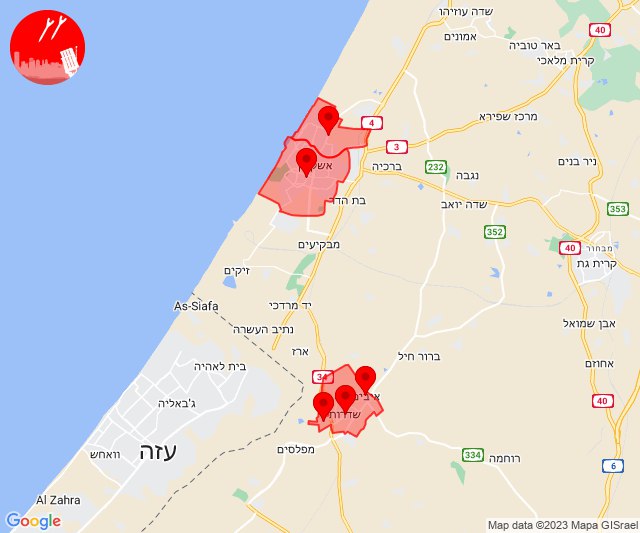 שדה עוזיהו
40
4
אמונים
באר טוביה
קרית מלאכי
מרכז שפירא
4
3
ניר בנים
ברכיה
232
נגבה
בת הדר
שדה יואב
353
352
מבקיעים
40
קרית גת
זיקים
As-Siafa
יד מרדכי
אבן שמואל
נתיב העשרה
ארז
ברור חיל
בית לאהיה
אחוזם
34
ג'באליה
40
שדרות
334
מפלסים
רוחמה
עזה
וואחש
6
Al Zahra
Google
Map data ©2023 Mapa GISrael